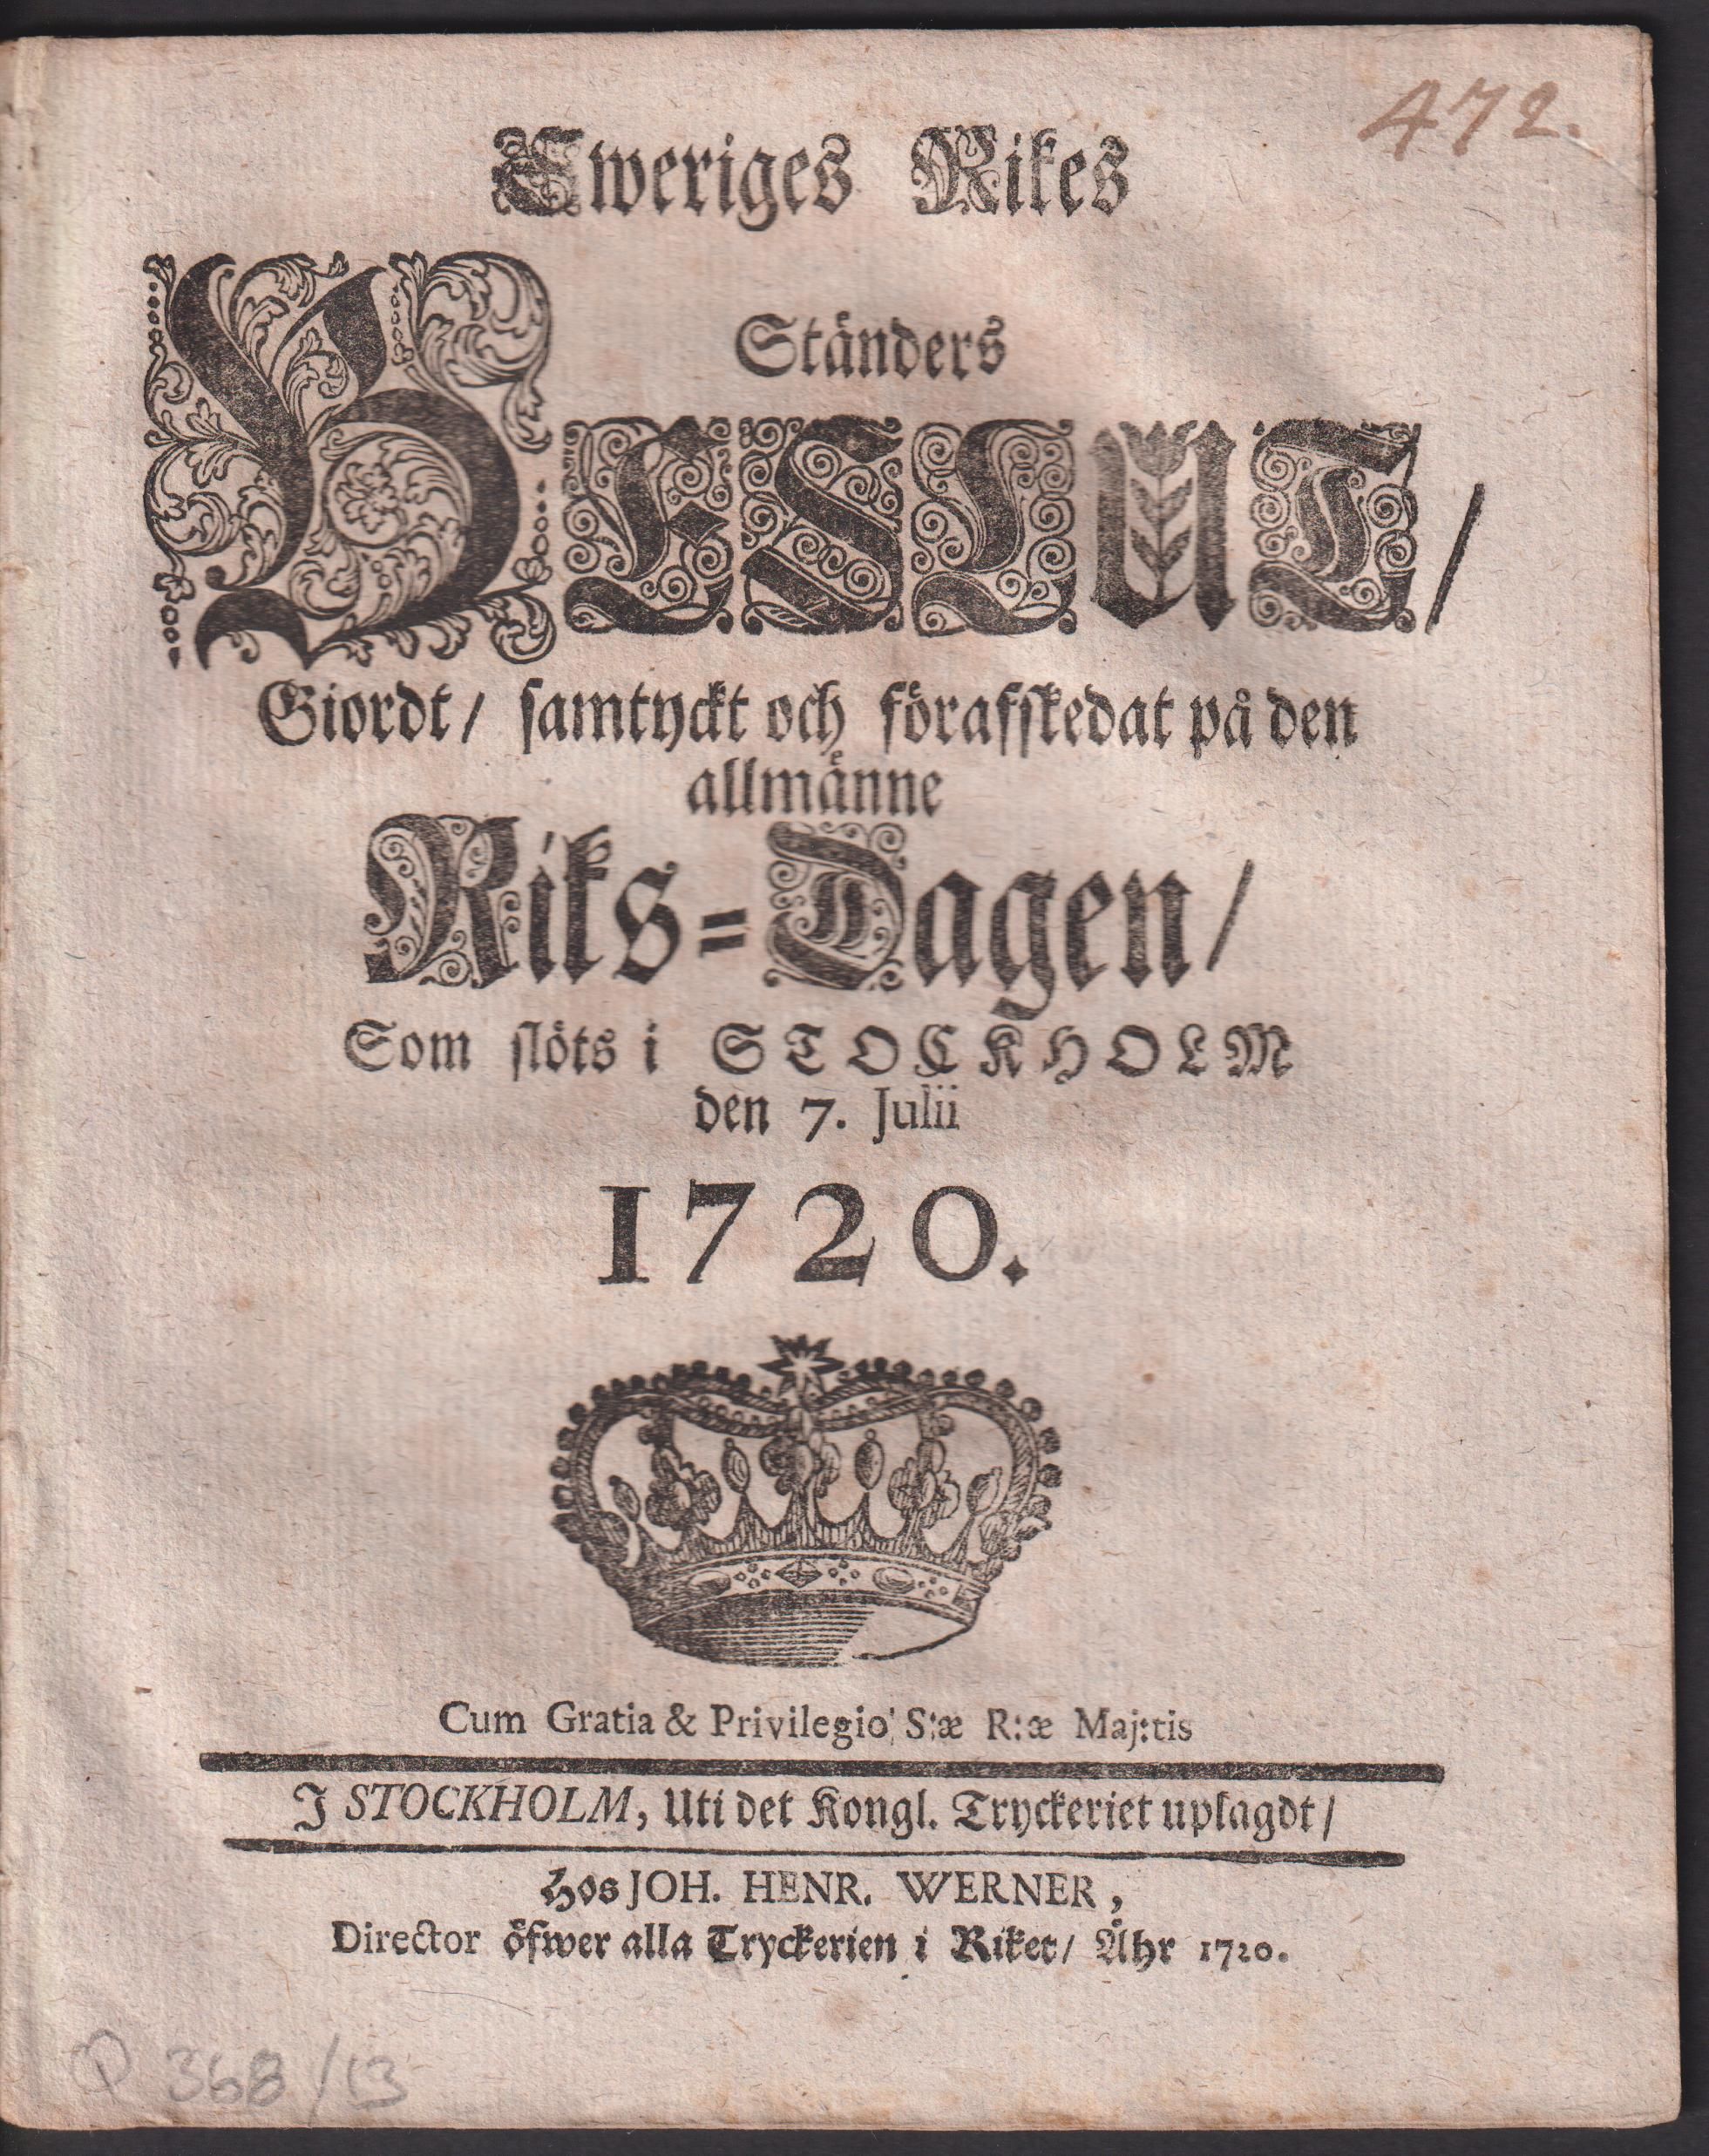 472.
Sweriges Rikes
Ständers
BESLUT/
Giordt/ samtyckt och förafskedat på den
allmänne
Riks=Dagen/
Som slöts i STOCKHOLM
den 7. Julii
1720.
Cum Gratia & Privilegio S:æ R:æ Maj:tis
J STOCKHOLM, Uti det Kongl. Tryckeriet uplagdt/
Hos JOH. HENR. WERNER,
Director öfwer alla Tryckerien i Riket/ Åhr 1720.
Q 368/13